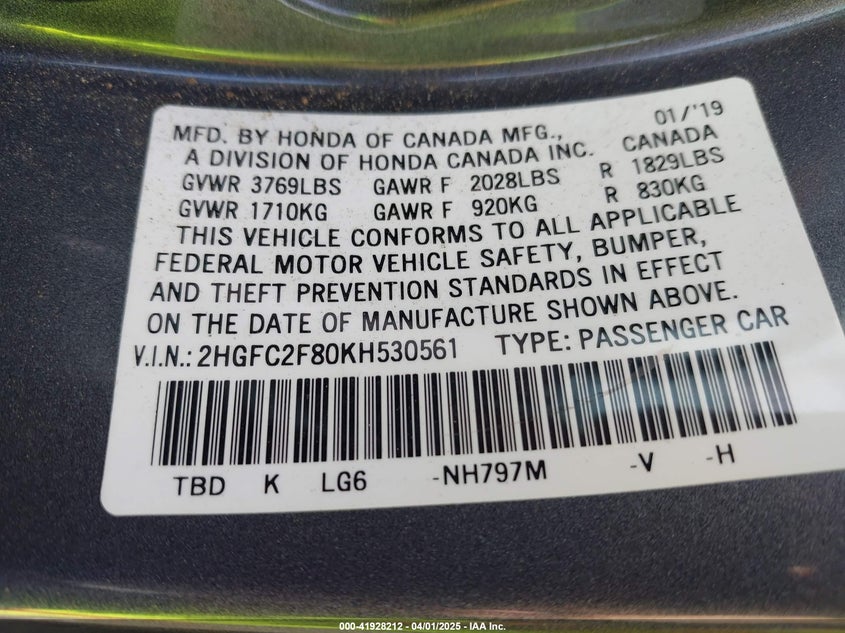 01/'19
MFD. BY HONDA OF CANADA MFG.,
A DIVISION OF HONDA CANADA INC. CANADA
GVWR 3769LBS GAWR F 2028LBS R 1829LBS
GVWR 1710KG GAWR F 920KG R 830KG
THIS VEHICLE CONFORMS TO ALL APPLICABLE
FEDERAL MOTOR VEHICLE SAFETY, BUMPER,
AND THEFT PREVENTION STANDARDS IN EFFECT
ON THE DATE OF MANUFACTURE SHOWN ABOVE.
V.I.N.: 2HGFC2F80KH530561 TYPE: PASSENGER CAR
TBD K LG6 -NH797M -V -H
000-41928212 - 04/01/2025 - IAA Inc.